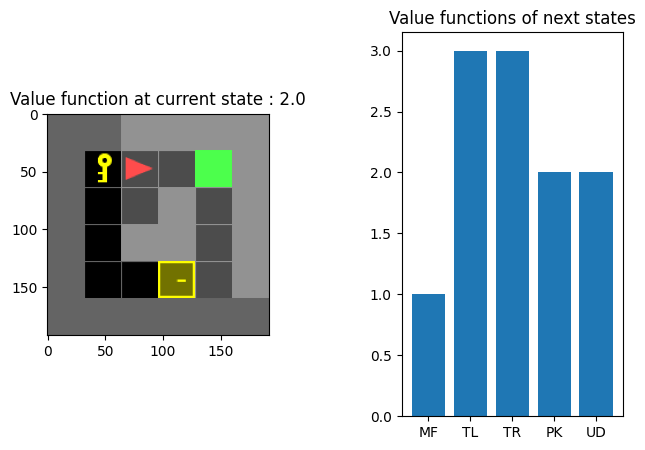 Value functions of next states
Value function at current state : 2.0
0
50
100
150
0
50
100
150
3.0
2.5
2.0
1.5
1.0
0.5
0.0
MF
TL
TR
PK
UD